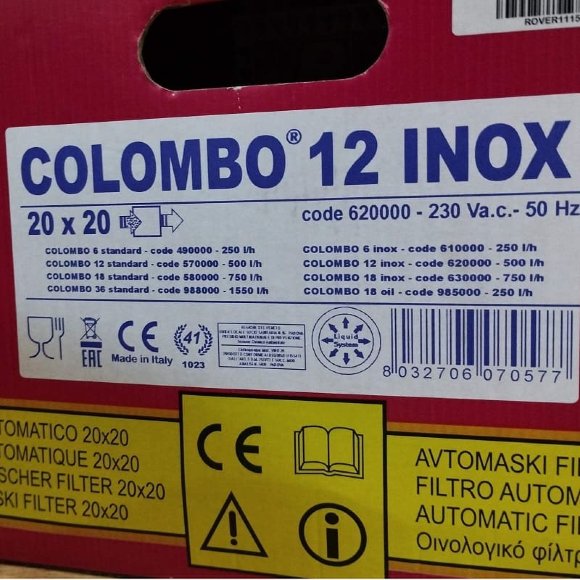 ROVER1115
COLOMBO® 12 INOX
20 x 20
code 620000 - 230 Va.c.- 50 Hz
COLOMBO 6 standard - code 490000 - 250 l/h
COLOMBO 12 standard - code 570000 - 500 l/h
COLOMBO 18 standard - code 580000 - 750 l/h
COLOMBO 36 standard - code 988000 - 1550 l/h
COLOMBO 6 inox - code 610000 - 250 l/h
COLOMBO 12 inox - code 620000 - 500 l/h
COLOMBO 18 inox - code 630000 - 750 l/h
COLOMBO 18 oil - code 985000 - 250 l/h
EAC
CE
Made in Italy
41
1023
Liquid
System
8 032706 070577
TOMATICO 20x20
TOMATIQUE 20x20
SCHER FILTER 20x20
SKI FILTER 20x20
CE
i
AVTOMASKI FI
FILTRO AUTOM
AUTOMATIC FI
Οινολογικό φίλτρ